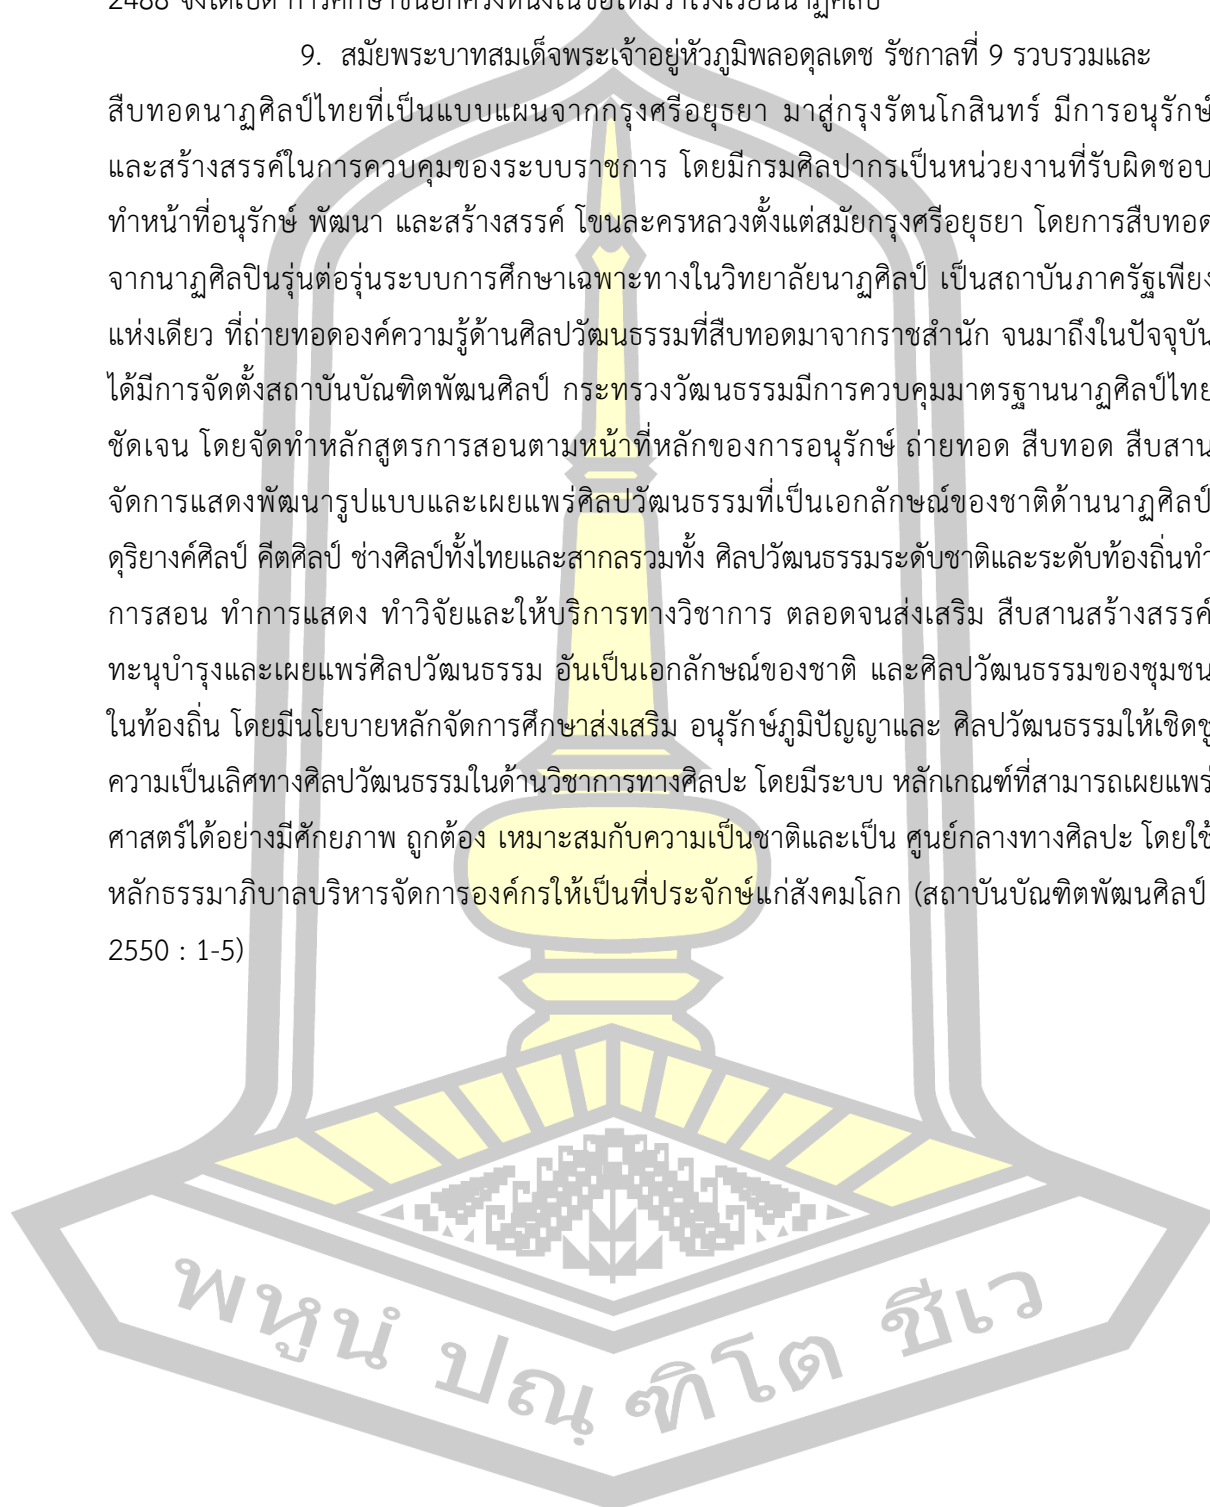 2488 จึงได้เปิด การศึกษาขึ้นอีกครั้งหนึ่งในชื่อใหม่ว่าโรงเรียนนาฏศิลป
9. สมัยพระบาทสมเด็จพระเจ้าอยู่หัวภูมิพลอดุลเดช รัชกาลที่ 9 รวบรวมและ
สืบทอดนาฏศิลป์ไทยที่เป็นแบบแผนจากกรุงศรีอยุธยา มาสู่กรุงรัตนโกสินทร์ มีการอนุรักษ์
และสร้างสรรค์ในการควบคุมของระบบราชการ โดยมีกรมศิลปากรเป็นหน่วยงานที่รับผิดชอบ
ทำหน้าที่อนุรักษ์ พัฒนา และสร้างสรรค์ โขนละครหลวงตั้งแต่สมัยกรุงศรีอยุธยา โดยการสืบทอด
จากนาฏศิลปินรุ่นต่อรุ่นระบบการศึกษาเฉพาะทางในวิทยาลัยนาฏศิลป์ เป็นสถาบันภาครัฐเพียง
แห่งเดียว ที่ถ่ายทอดองค์ความรู้ด้านศิลปวัฒนธรรมที่สืบทอดมาจากราชสำนัก จนมาถึงในปัจจุบัน
ได้มีการจัดตั้งสถาบันบัณฑิตพัฒนศิลป์ กระทรวงวัฒนธรรมมีการควบคุมมาตรฐานนาฏศิลป์ไทย
ชัดเจน โดยจัดทำหลักสูตรการสอนตามหน้าที่หลักของการอนุรักษ์ ถ่ายทอด สืบทอด สืบสาน
จัดการแสดงพัฒนารูปแบบและเผยแพร่ศิลปวัฒนธรรมที่เป็นเอกลักษณ์ของชาติด้านนาฏศิลป์
ดุริยางค์ศิลป์ คีตศิลป์ ช่างศิลป์ทั้งไทยและสากลรวมทั้ง ศิลปวัฒนธรรมระดับชาติและระดับท้องถิ่นทำ
การสอน ทำการแสดง ทำวิจัยและให้บริการทางวิชาการ ตลอดจนส่งเสริม สืบสานสร้างสรรค์
ทะนุบำรุงและเผยแพร่ศิลปวัฒนธรรม อันเป็นเอกลักษณ์ของชาติ และศิลปวัฒนธรรมของชุมชน
ในท้องถิ่น โดยมีนโยบายหลักจัดการศึกษาส่งเสริม อนุรักษ์ภูมิปัญญาและ ศิลปวัฒนธรรมให้เชิดชู
ความเป็นเลิศทางศิลปวัฒนธรรมในด้านวิชาการทางศิลปะ โดยมีระบบ หลักเกณฑ์ที่สามารถเผยแพร่
ศาสตร์ได้อย่างมีศักยภาพ ถูกต้อง เหมาะสมกับความเป็นชาติและเป็น ศูนย์กลางทางศิลปะ โดยใช้
หลักธรรมาภิบาลบริหารจัดการองค์กรให้เป็นที่ประจักษ์แก่สังคมโลก (สถาบันบัณฑิตพัฒนศิลป์
2550 : 1-5)
พหูนํ ปณฺ ฑิโต ชีเว